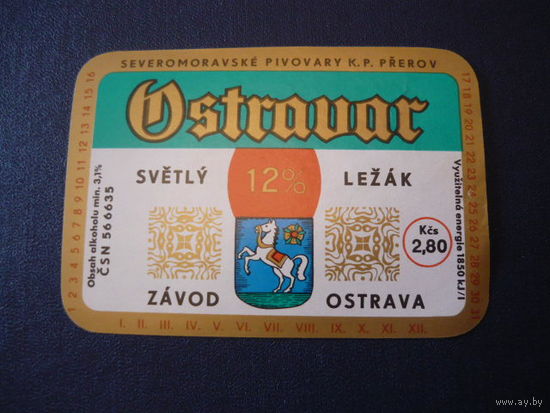 SEVEROMORAVSKÉ PIVOVARY K.P. PŘEROV
Ostravar
SVĚTLÝ 12% LEŽÁK
Kčs
2,80
ZÁVOD OSTRAVA
Obsah alkoholu min. 3,1%
ČSN 56 6635
Využitelná energie 1850 kJ/l
1 2 3 4 5 6 7 8 9 10 11 12 13 14 15 16
17 18 19 20 21 22 23 24 25 26 27 28 29 30 31
I. II. III. IV. V. VI. VII. VIII. IX. X. XI. XII.
www.ay.by